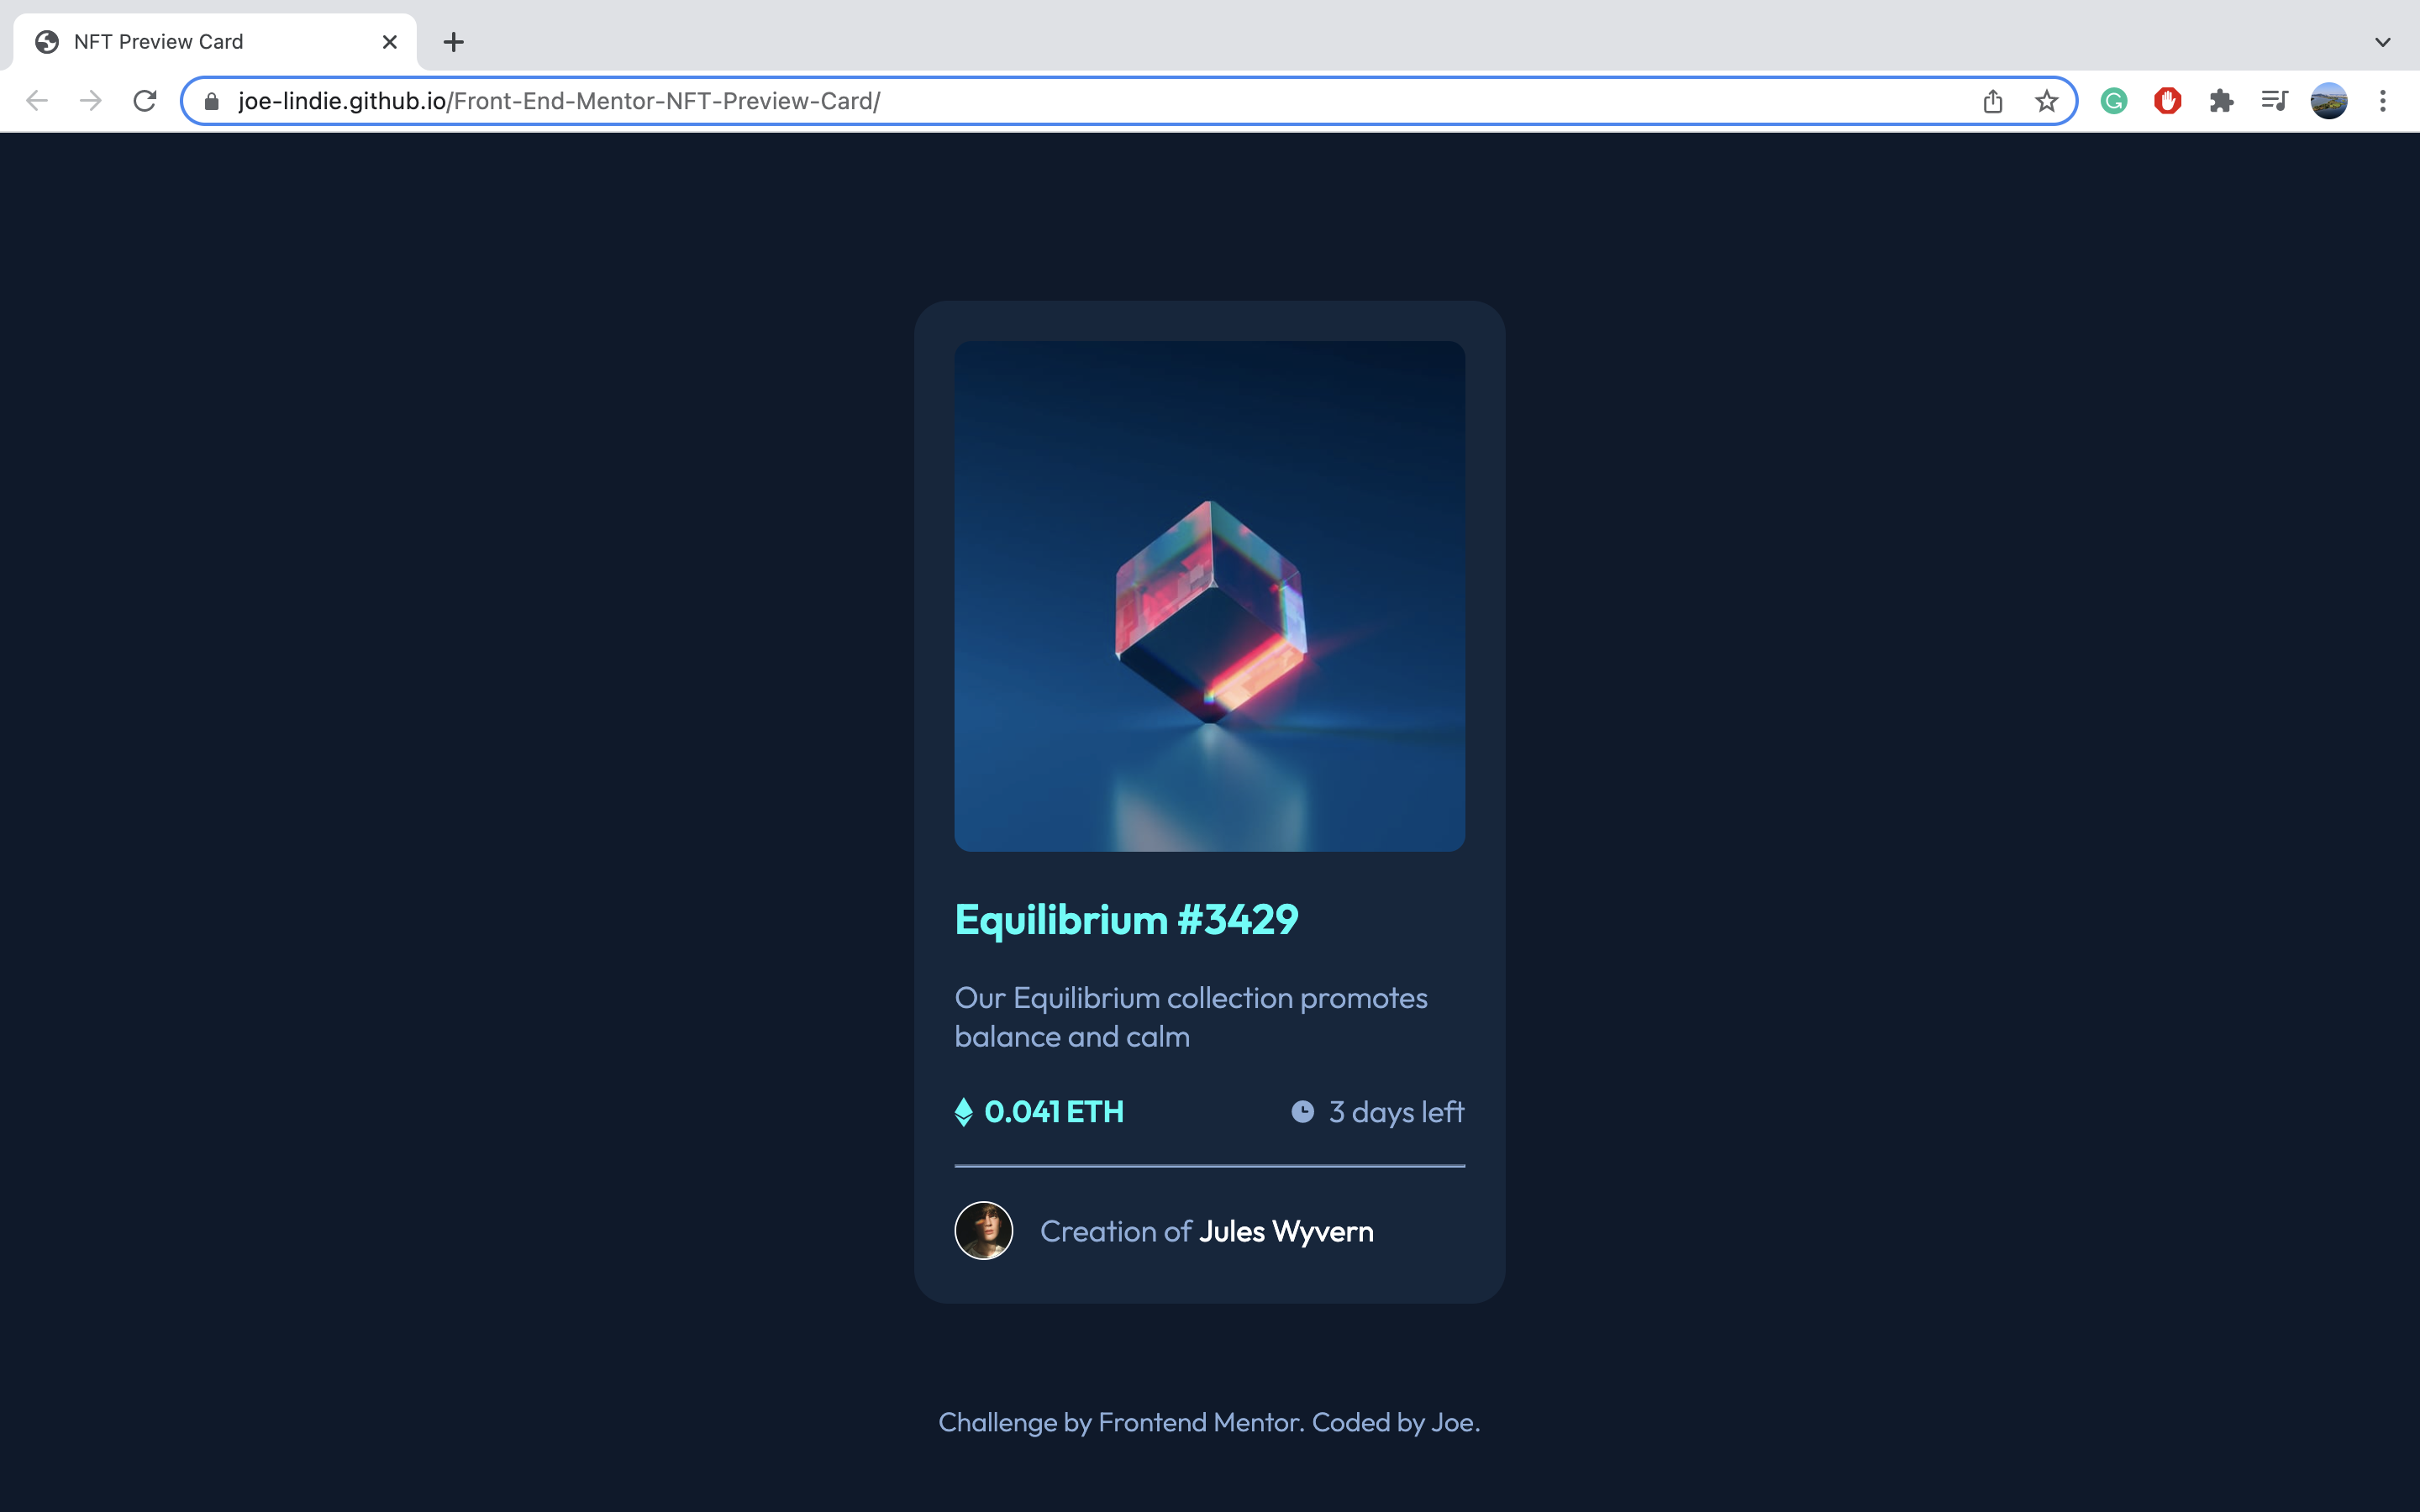 NFT Preview Card
joe-lindie.github.io/Front-End-Mentor-NFT-Preview-Card/
Equilibrium #3429
Our Equilibrium collection promotes
balance and calm
0.041 ETH
3 days left
Creation of Jules Wyvern
Challenge by Frontend Mentor. Coded by Joe.